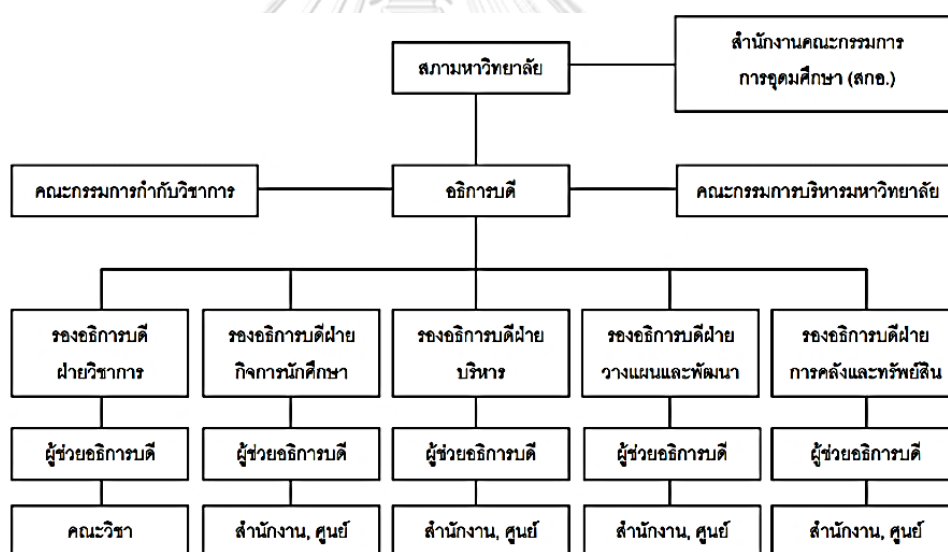 สภามหาวิทยาลัย
สำนักงานคณะกรรมการ
การอุดมศึกษา (สกอ.)
คณะกรรมการกำกับวิชาการ
อธิการบดี
คณะกรรมการบริหารมหาวิทยาลัย
รองอธิการบดี
ฝ่ายวิชาการ
รองอธิการบดีฝ่าย
กิจการนักศึกษา
รองอธิการบดีฝ่าย
บริหาร
รองอธิการบดีฝ่าย
วางแผนและพัฒนา
รองอธิการบดีฝ่าย
การคลังและทรัพย์สิน
ผู้ช่วยอธิการบดี
ผู้ช่วยอธิการบดี
ผู้ช่วยอธิการบดี
ผู้ช่วยอธิการบดี
ผู้ช่วยอธิการบดี
คณะวิชา
สำนักงาน, ศูนย์
สำนักงาน, ศูนย์
สำนักงาน, ศูนย์
สำนักงาน, ศูนย์